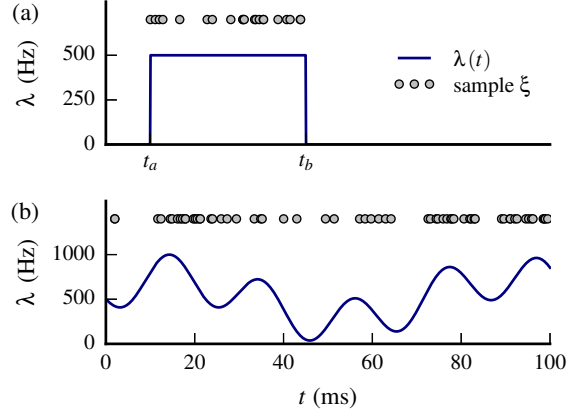 (a)
λ (Hz)
500
250
0
t_a
t_b
λ(t)
sample ξ
(b)
λ (Hz)
1000
500
0
0
20
40
60
80
100
t (ms)